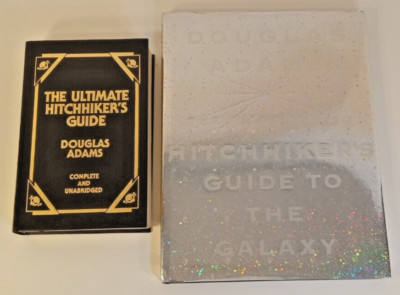 THE ULTIMATE
HITCHHIKER'S
GUIDE
DOUGLAS
ADAMS
COMPLETE
AND
UNABRIDGED
DOUGLAS
ADAMS
HITCHHIKER'S
GUIDE TO
THE
GALAXY